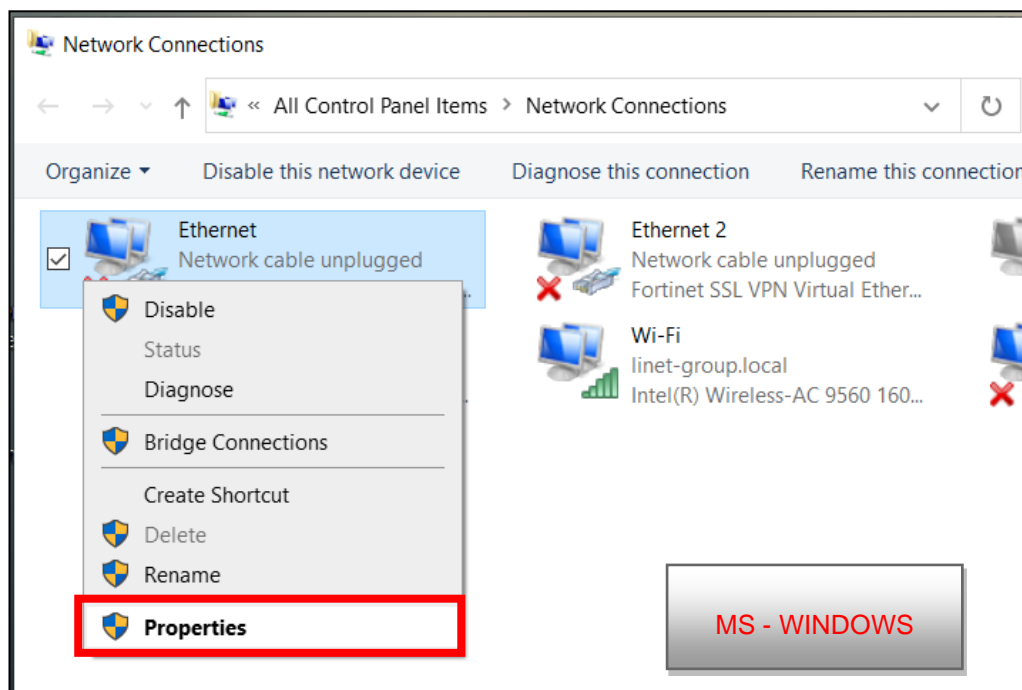 Network Connections
« All Control Panel Items > Network Connections
Organize Disable this network device Diagnose this connection Rename this connection
Ethernet
Network cable unplugged
Ethernet 2
Network cable unplugged
Fortinet SSL VPN Virtual Ether...
Wi-Fi
linet-group.local
Intel(R) Wireless-AC 9560 160...
Disable
Status
Diagnose
Bridge Connections
Create Shortcut
Delete
Rename
Properties
MS - WINDOWS